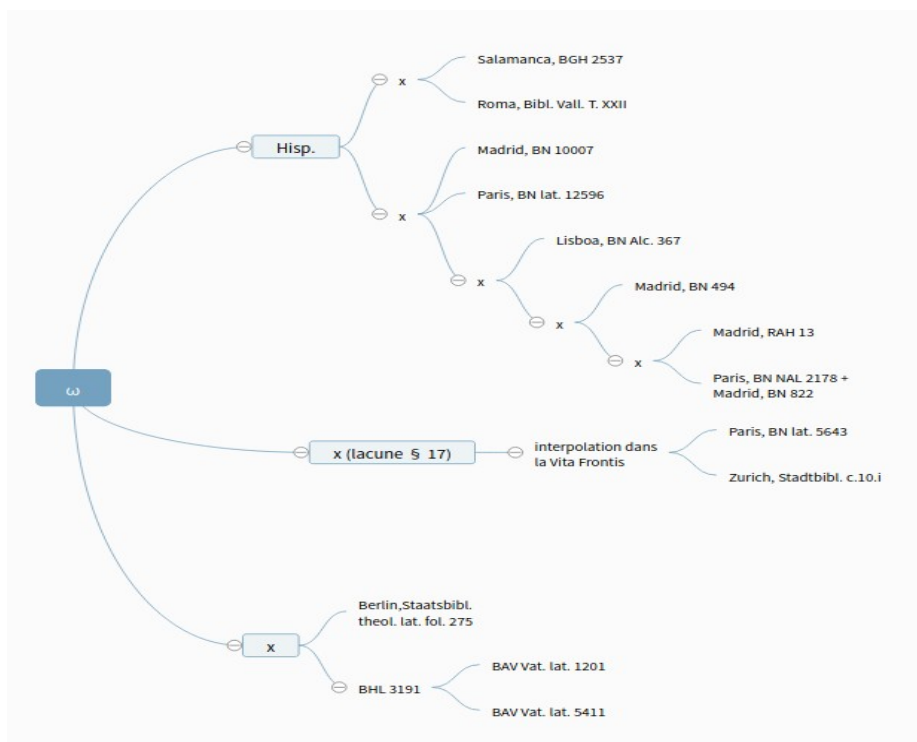 Salamanca, BGH 2537
x
Roma, Bibl. Vall. T. XXII
Hisp.
Madrid, BN 10007
Paris, BN lat. 12596
x
Lisboa, BN Alc. 367
x
Madrid, BN 494
x
Madrid, RAH 13
x
Paris, BN NAL 2178 +
Madrid, BN 822
ω
Paris, BN lat. 5643
x (lacune § 17)
interpolation dans
la Vita Frontis
Zurich, Stadtbibl. c.10.i
Berlin,Staatsbibl.
theol. lat. fol. 275
x
BAV Vat. lat. 1201
BHL 3191
BAV Vat. lat. 5411